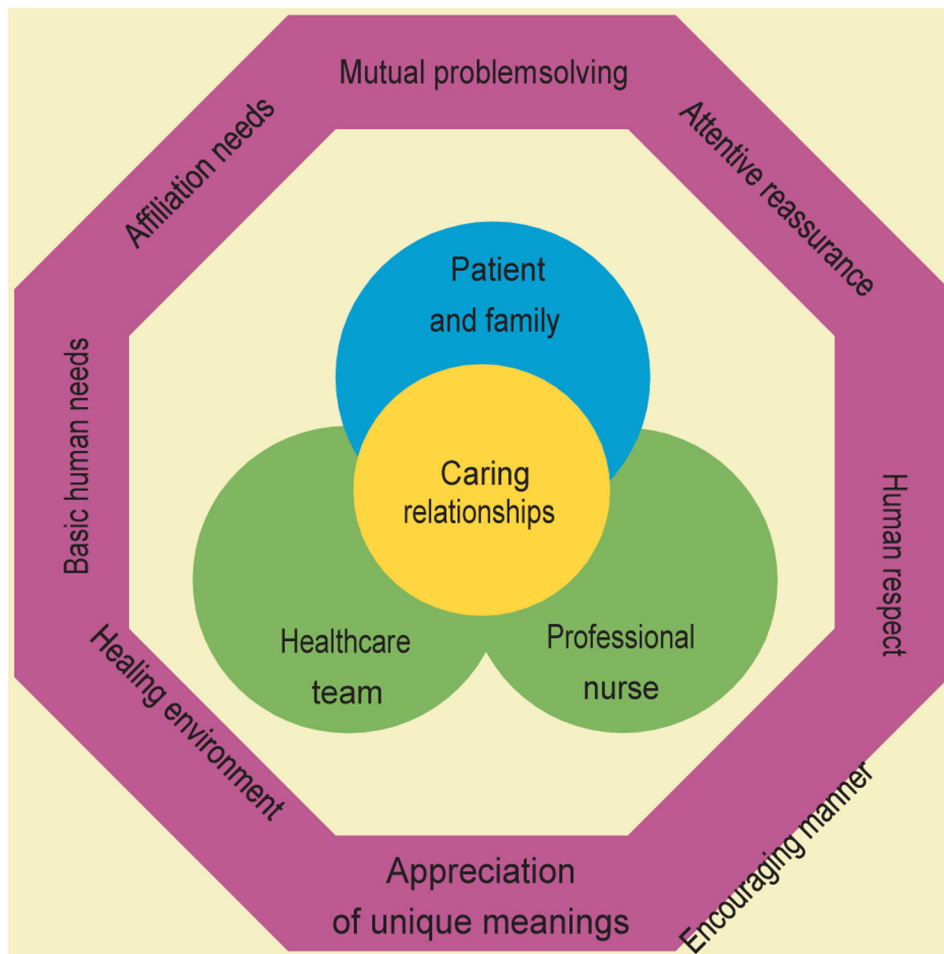 Mutual problemsolving
Attentive reassurance
Human respect
Encouraging manner
Appreciation
of unique meanings
Healing environment
Basic human needs
Affiliation needs
Patient
and family
Caring
relationships
Healthcare
team
Professional
nurse